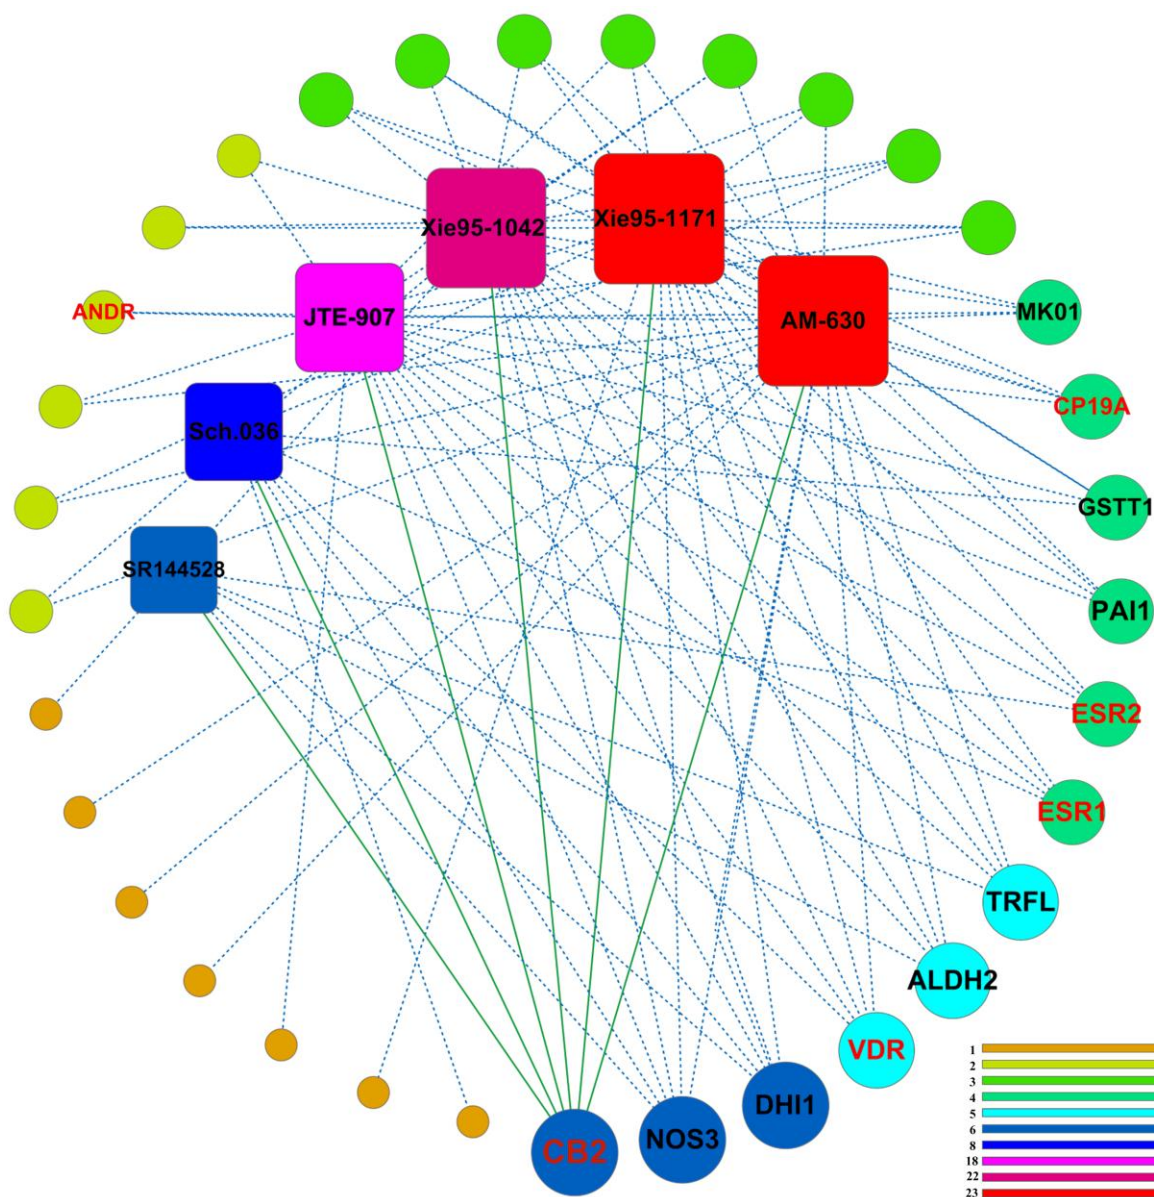 Xie95-1042
Xie95-1171
JTE-907
AM-630
ANDR
MK01
CP19A
Sch.036
GSTT1
SR144528
PAI1
ESR2
ESR1
TRFL
ALDH2
VDR
DHI1
NOS3
CB2
1
2
3
4
5
6
8
18
22
23